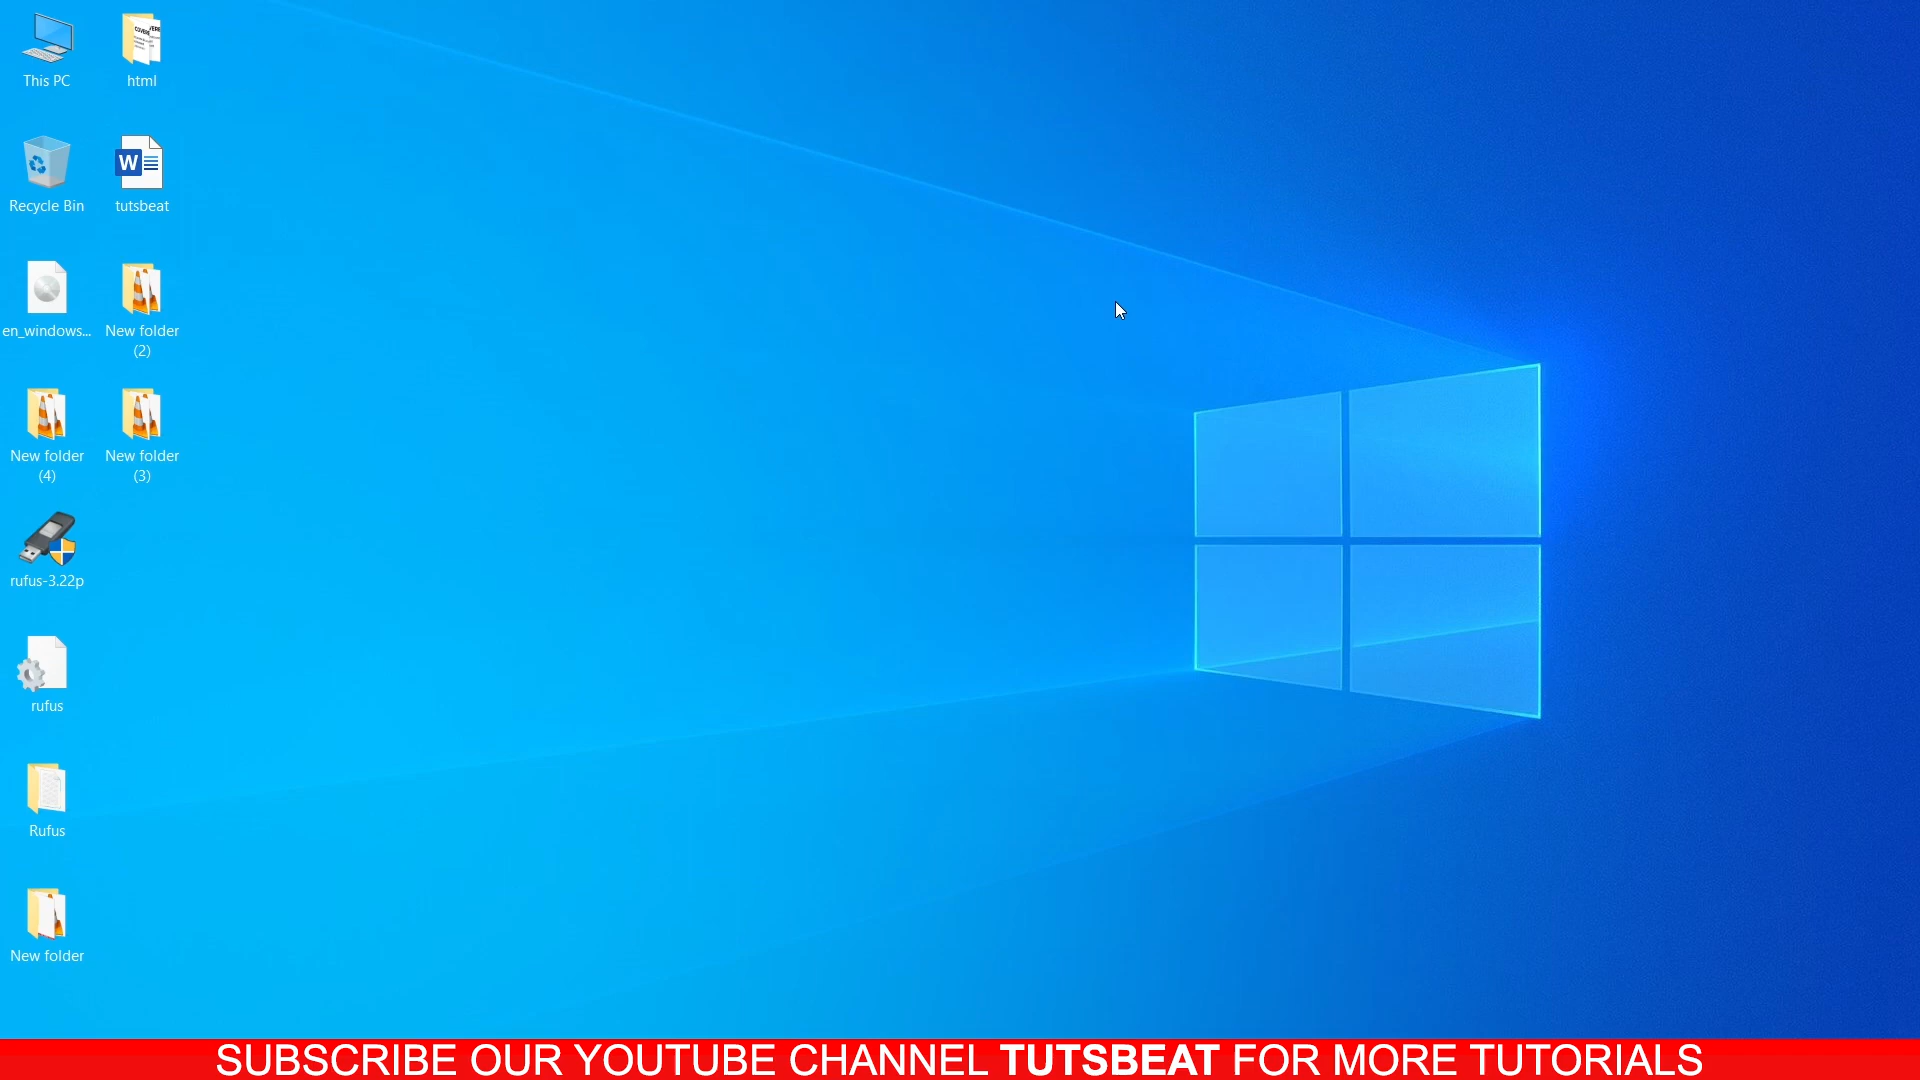 This PC
html
Recycle Bin
tutsbeat
en_windows...
New folder
(2)
New folder
(4)
New folder
(3)
rufus-3.22p
rufus
Rufus
New folder
SUBSCRIBE OUR YOUTUBE CHANNEL TUTSBEAT FOR MORE TUTORIALS